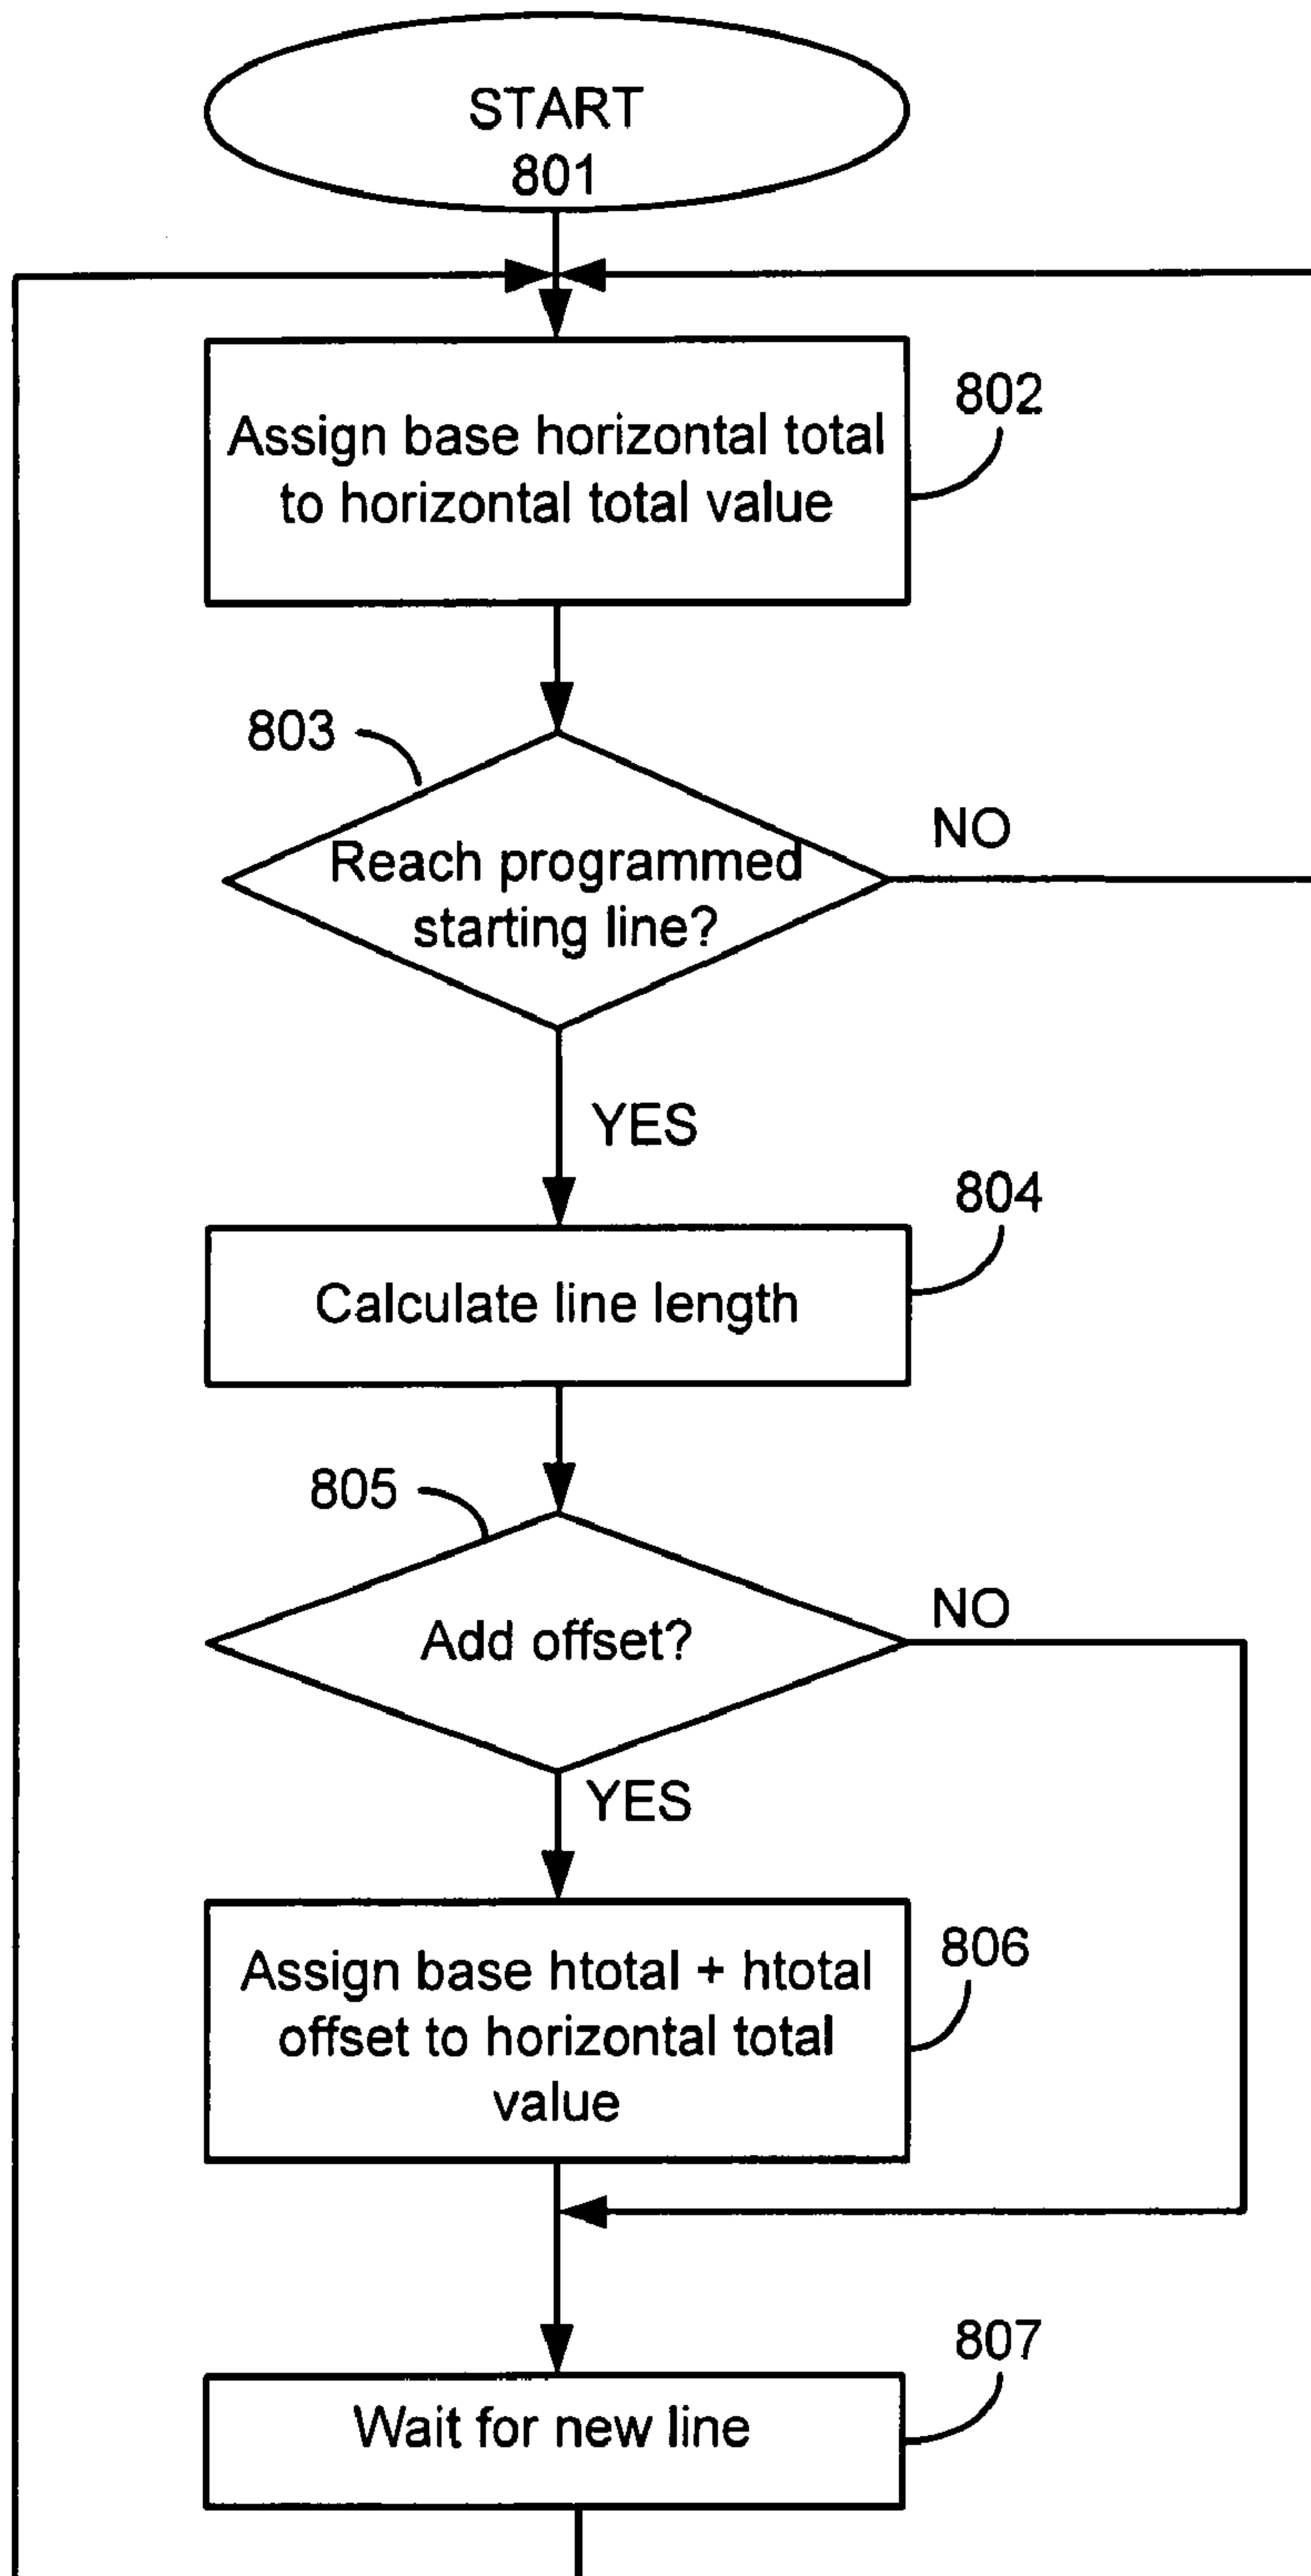 START
801
802
Assign base horizontal total
to horizontal total value
803
NO
Reach programmed
starting line?
YES
804
Calculate line length
805
NO
Add offset?
YES
806
Assign base htotal + htotal
offset to horizontal total
value
807
Wait for new line